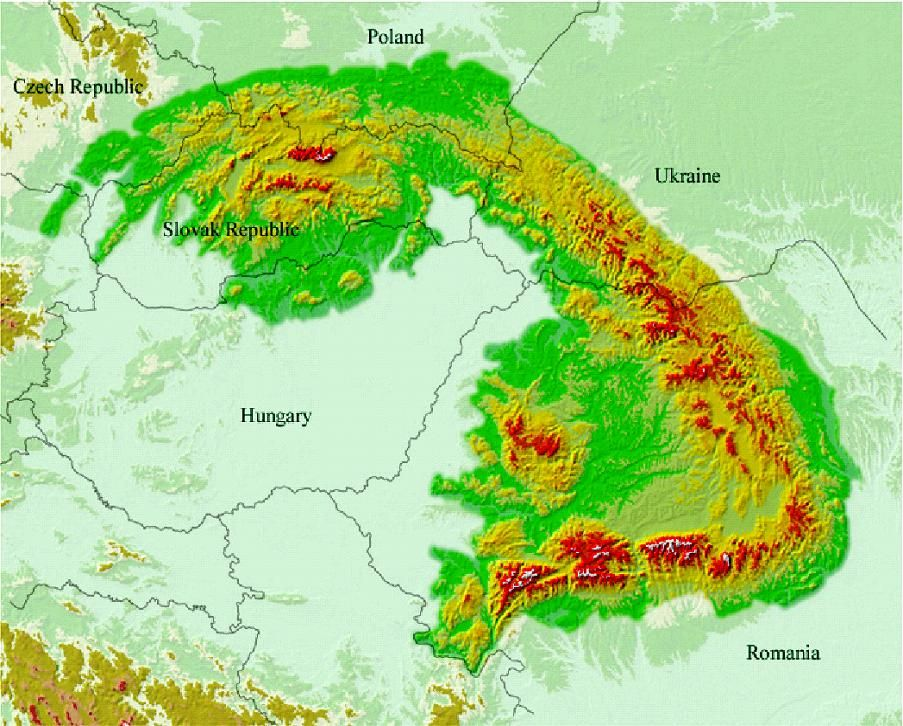 Poland
Czech Republic
Ukraine
Slovak Republic
Hungary
Romania